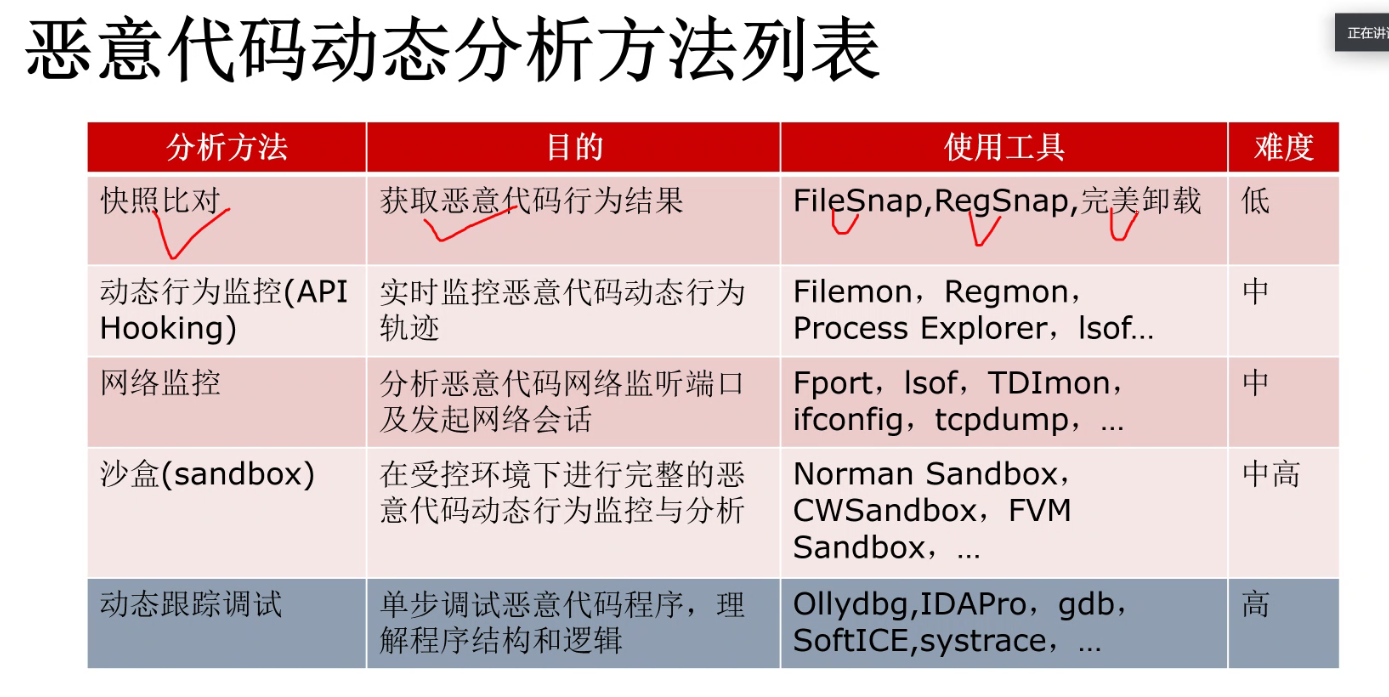 恶意代码动态分析方法列表
正在讲
分析方法 目的 使用工具 难度
快照比对 获取恶意代码行为结果 FileSnap,RegSnap,完美卸载 低
动态行为监控(API 实时监控恶意代码动态行为 Filemon，Regmon， 中
Hooking) 轨迹 Process Explorer，lsof…
网络监控 分析恶意代码网络监听端口 Fport，lsof，TDImon， 中
及发起网络会话 ifconfig，tcpdump，…
沙盒(sandbox) 在受控环境下进行完整的恶 Norman Sandbox， 中高
意代码动态行为监控与分析 CWSandbox，FVM
Sandbox，…
动态跟踪调试 单步调试恶意代码程序，理 Ollydbg,IDAPro，gdb， 高
解程序结构和逻辑 SoftICE,systrace，…